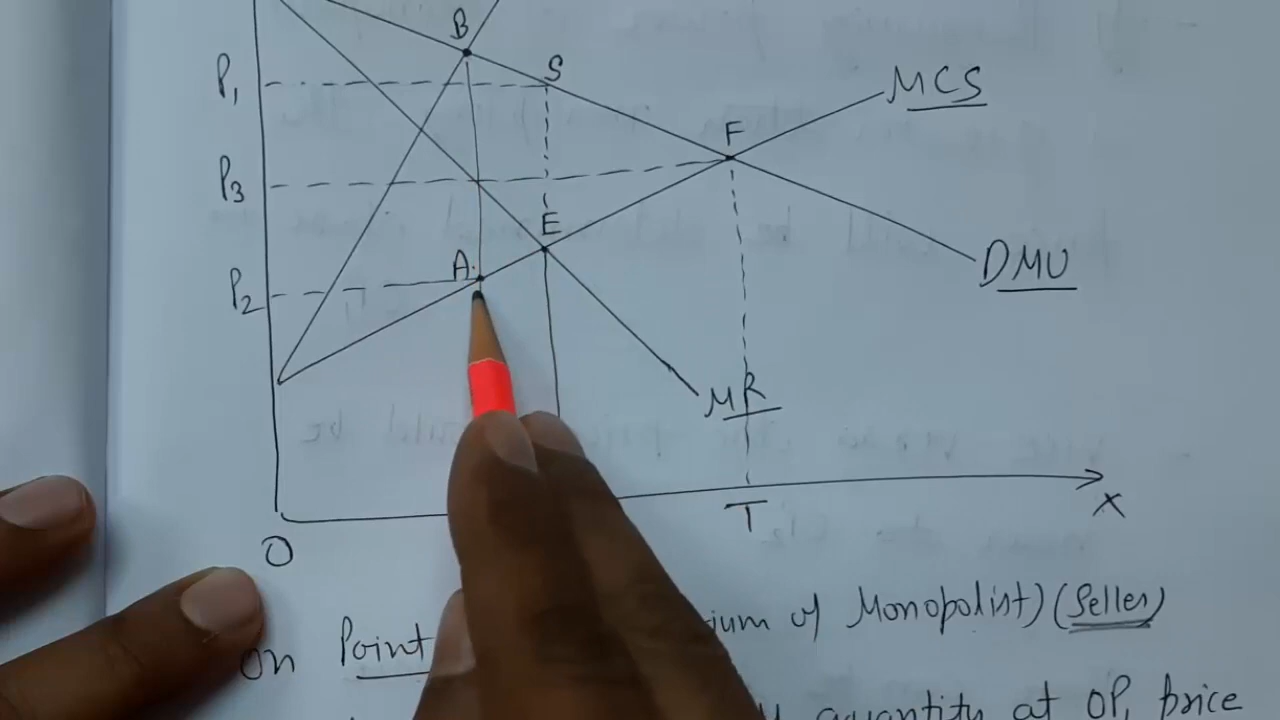 B
P1 S
MCS
F
P3
E
A
P2
DMU
MR
T
X
O
On Point ium of Monopolist) (Seller)
quantity at OP1 price